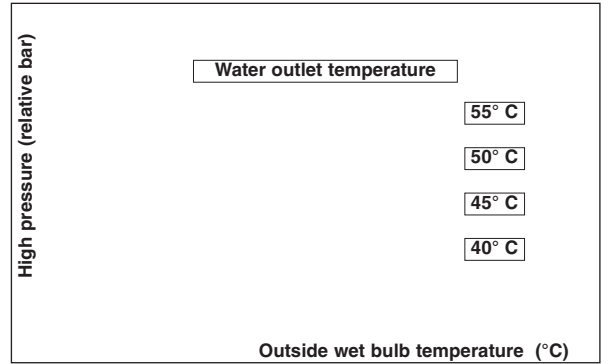 High pressure (relative bar)
Water outlet temperature
55° C
50° C
45° C
40° C
Outside wet bulb temperature (°C)